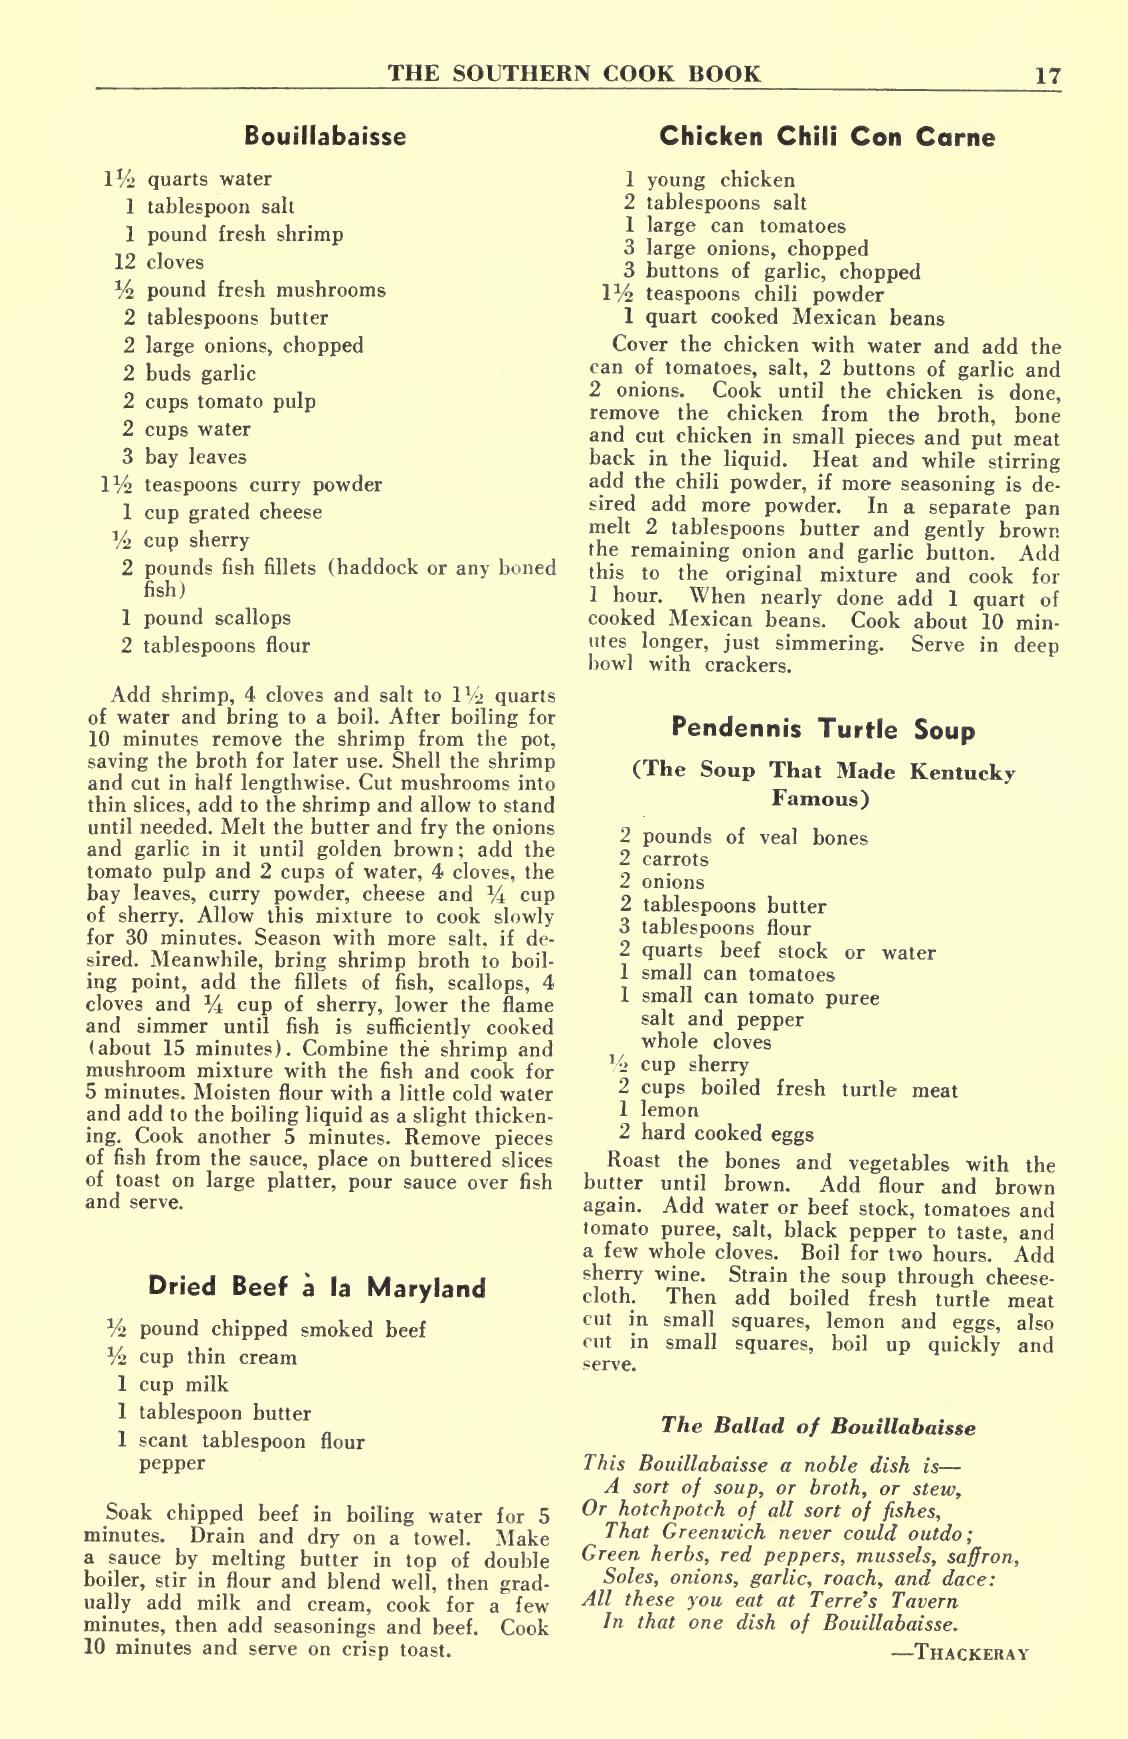 THE SOUTHERN COOK BOOK 17
Bouillabaisse
1½ quarts water
1 tablespoon salt
1 pound fresh shrimp
12 cloves
½ pound fresh mushrooms
2 tablespoons butter
2 large onions, chopped
2 buds garlic
2 cups tomato pulp
2 cups water
3 bay leaves
1½ teaspoons curry powder
1 cup grated cheese
½ cup sherry
2 pounds fish fillets (haddock or any boned
fish)
1 pound scallops
2 tablespoons flour
Add shrimp, 4 cloves and salt to 1½ quarts
of water and bring to a boil. After boiling for
10 minutes remove the shrimp from the pot,
saving the broth for later use. Shell the shrimp
and cut in half lengthwise. Cut mushrooms into
thin slices, add to the shrimp and allow to stand
until needed. Melt the butter and fry the onions
and garlic in it until golden brown; add the
tomato pulp and 2 cups of water, 4 cloves, the
bay leaves, curry powder, cheese and ¼ cup
of sherry. Allow this mixture to cook slowly
for 30 minutes. Season with more salt, if de-
sired. Meanwhile, bring shrimp broth to boil-
ing point, add the fillets of fish, scallops, 4
cloves and ¼ cup of sherry, lower the flame
and simmer until fish is sufficiently cooked
(about 15 minutes). Combine the shrimp and
mushroom mixture with the fish and cook for
5 minutes. Moisten flour with a little cold water
and add to the boiling liquid as a slight thicken-
ing. Cook another 5 minutes. Remove pieces
of fish from the sauce, place on buttered slices
of toast on large platter, pour sauce over fish
and serve.
Dried Beef à la Maryland
½ pound chipped smoked beef
½ cup thin cream
1 cup milk
1 tablespoon butter
1 scant tablespoon flour
pepper
Soak chipped beef in boiling water for 5
minutes. Drain and dry on a towel. Make
a sauce by melting butter in top of double
boiler, stir in flour and blend well, then grad-
ually add milk and cream, cook for a few
minutes, then add seasonings and beef. Cook
10 minutes and serve on crisp toast.
Chicken Chili Con Carne
1 young chicken
2 tablespoons salt
1 large can tomatoes
3 large onions, chopped
3 buttons of garlic, chopped
1½ teaspoons chili powder
1 quart cooked Mexican beans
Cover the chicken with water and add the
can of tomatoes, salt, 2 buttons of garlic and
2 onions. Cook until the chicken is done,
remove the chicken from the broth, bone
and cut chicken in small pieces and put meat
back in the liquid. Heat and while stirring
add the chili powder, if more seasoning is de-
sired add more powder. In a separate pan
melt 2 tablespoons butter and gently brown
the remaining onion and garlic button. Add
this to the original mixture and cook for
1 hour. When nearly done add 1 quart of
cooked Mexican beans. Cook about 10 min-
utes longer, just simmering. Serve in deep
bowl with crackers.
Pendennis Turtle Soup
(The Soup That Made Kentucky
Famous)
2 pounds of veal bones
2 carrots
2 onions
2 tablespoons butter
3 tablespoons flour
2 quarts beef stock or water
1 small can tomatoes
1 small can tomato puree
salt and pepper
whole cloves
½ cup sherry
2 cups boiled fresh turtle meat
1 lemon
2 hard cooked eggs
Roast the bones and vegetables with the
butter until brown. Add flour and brown
again. Add water or beef stock, tomatoes and
tomato puree, salt, black pepper to taste, and
a few whole cloves. Boil for two hours. Add
sherry wine. Strain the soup through cheese-
cloth. Then add boiled fresh turtle meat
cut in small squares, lemon and eggs, also
cut in small squares, boil up quickly and
serve.
The Ballad of Bouillabaisse
This Bouillabaisse a noble dish is—
A sort of soup, or broth, or stew,
Or hotchpotch of all sort of fishes,
That Greenwich never could outdo;
Green herbs, red peppers, mussels, saffron,
Soles, onions, garlic, roach, and dace:
All these you eat at Terre's Tavern
In that one dish of Bouillabaisse.
—THACKERAY